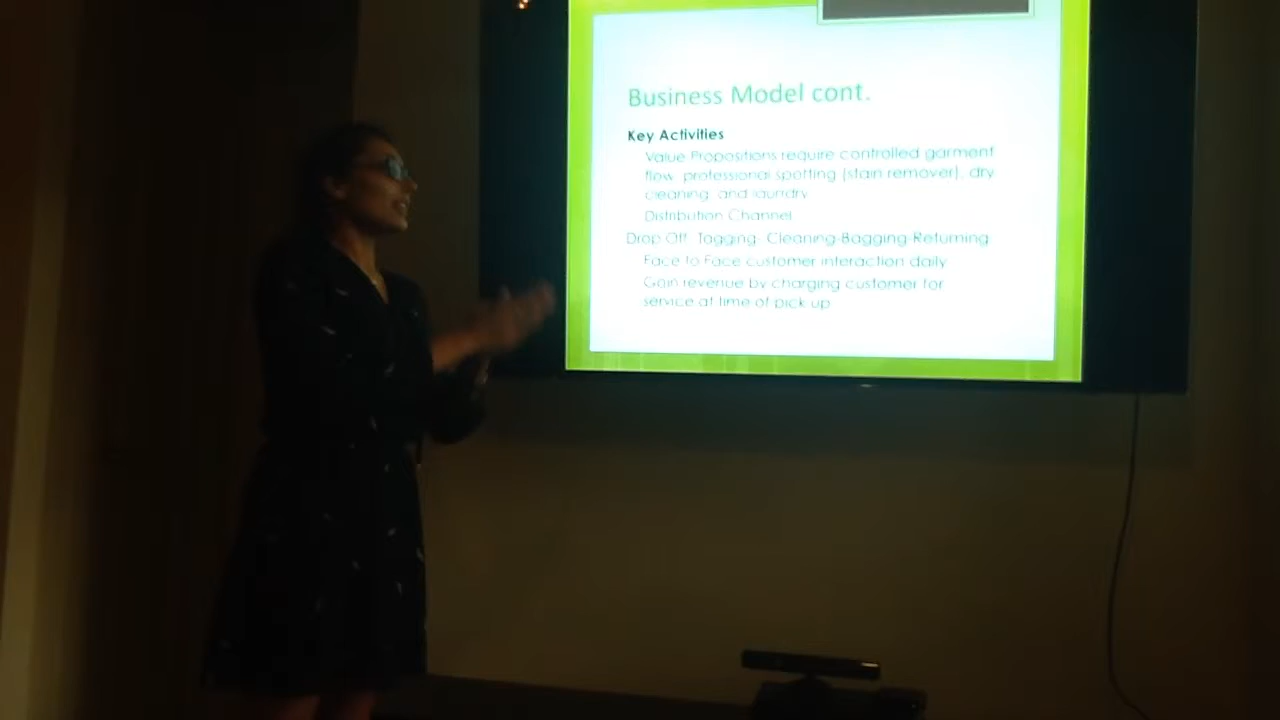 Business Model cont.
Key Activities
Value Propositions require controlled garment
flow, professional spotting (stain remover), dry
cleaning, and laundry
Distribution Channel
Drop Off- Tagging- Cleaning-Bagging-Returning
Face to Face customer interaction daily
Gain revenue by charging customer for
service at time of pick up